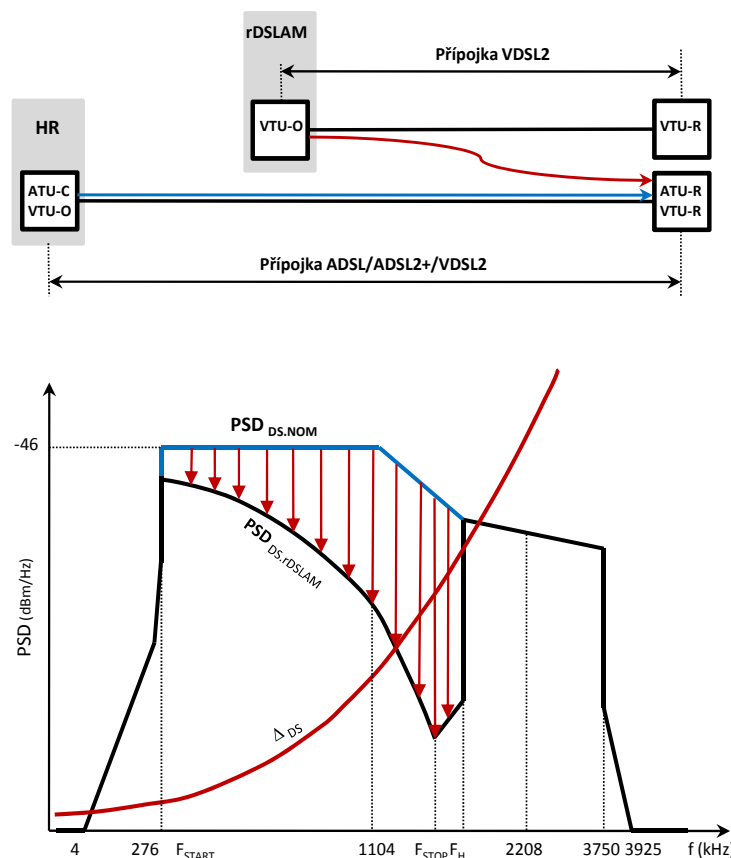 rDSLAM
Přípojka VDSL2
VTU-O
VTU-R
HR
ATU-C
VTU-O
ATU-R
VTU-R
Přípojka ADSL/ADSL2+/VDSL2
-46
PSD DS.NOM
PSD DS.rDSLAM
PSD (dBm/Hz)
Δ DS
4 276 FSTART 1104 FSTOP FH 2208 3750 3925 f (kHz)